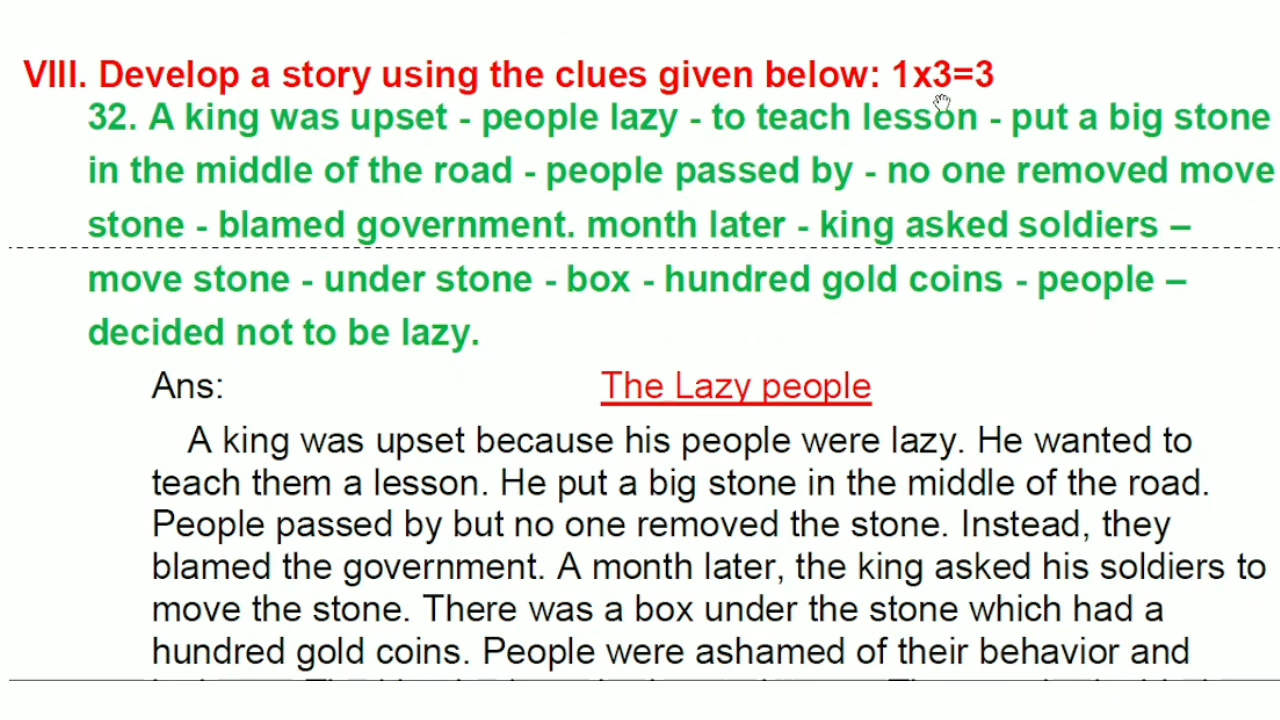 VIII. Develop a story using the clues given below: 1x3=3
32. A king was upset - people lazy - to teach lesson - put a big stone
in the middle of the road - people passed by - no one removed move
stone - blamed government. month later - king asked soldiers –
move stone - under stone - box - hundred gold coins - people –
decided not to be lazy.
Ans: The Lazy people
A king was upset because his people were lazy. He wanted to
teach them a lesson. He put a big stone in the middle of the road.
People passed by but no one removed the stone. Instead, they
blamed the government. A month later, the king asked his soldiers to
move the stone. There was a box under the stone which had a
hundred gold coins. People were ashamed of their behavior and